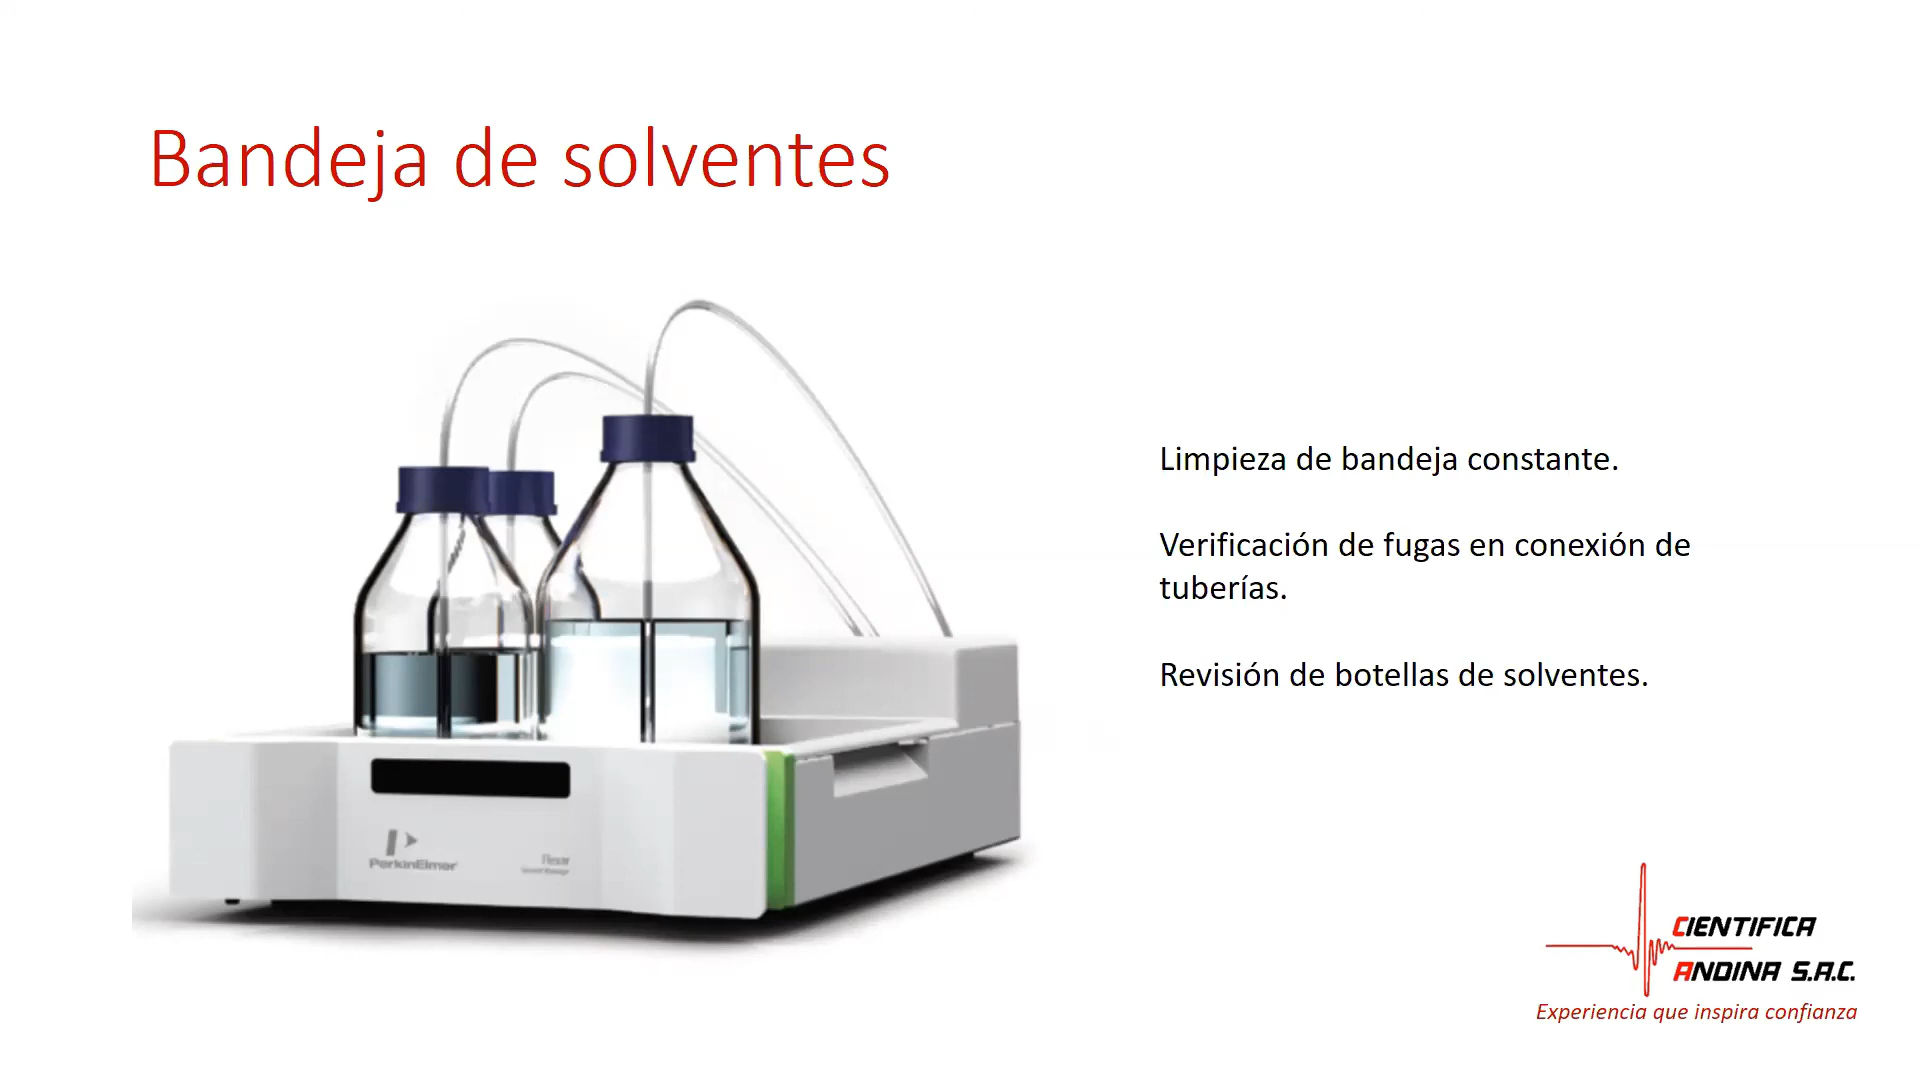 Bandeja de solventes
Limpieza de bandeja constante.
Verificación de fugas en conexión de
tuberías.
Revisión de botellas de solventes.
PerkinElmer
Flexar
CIENTIFICA
ANDINA S.A.C.
Experiencia que inspira confianza